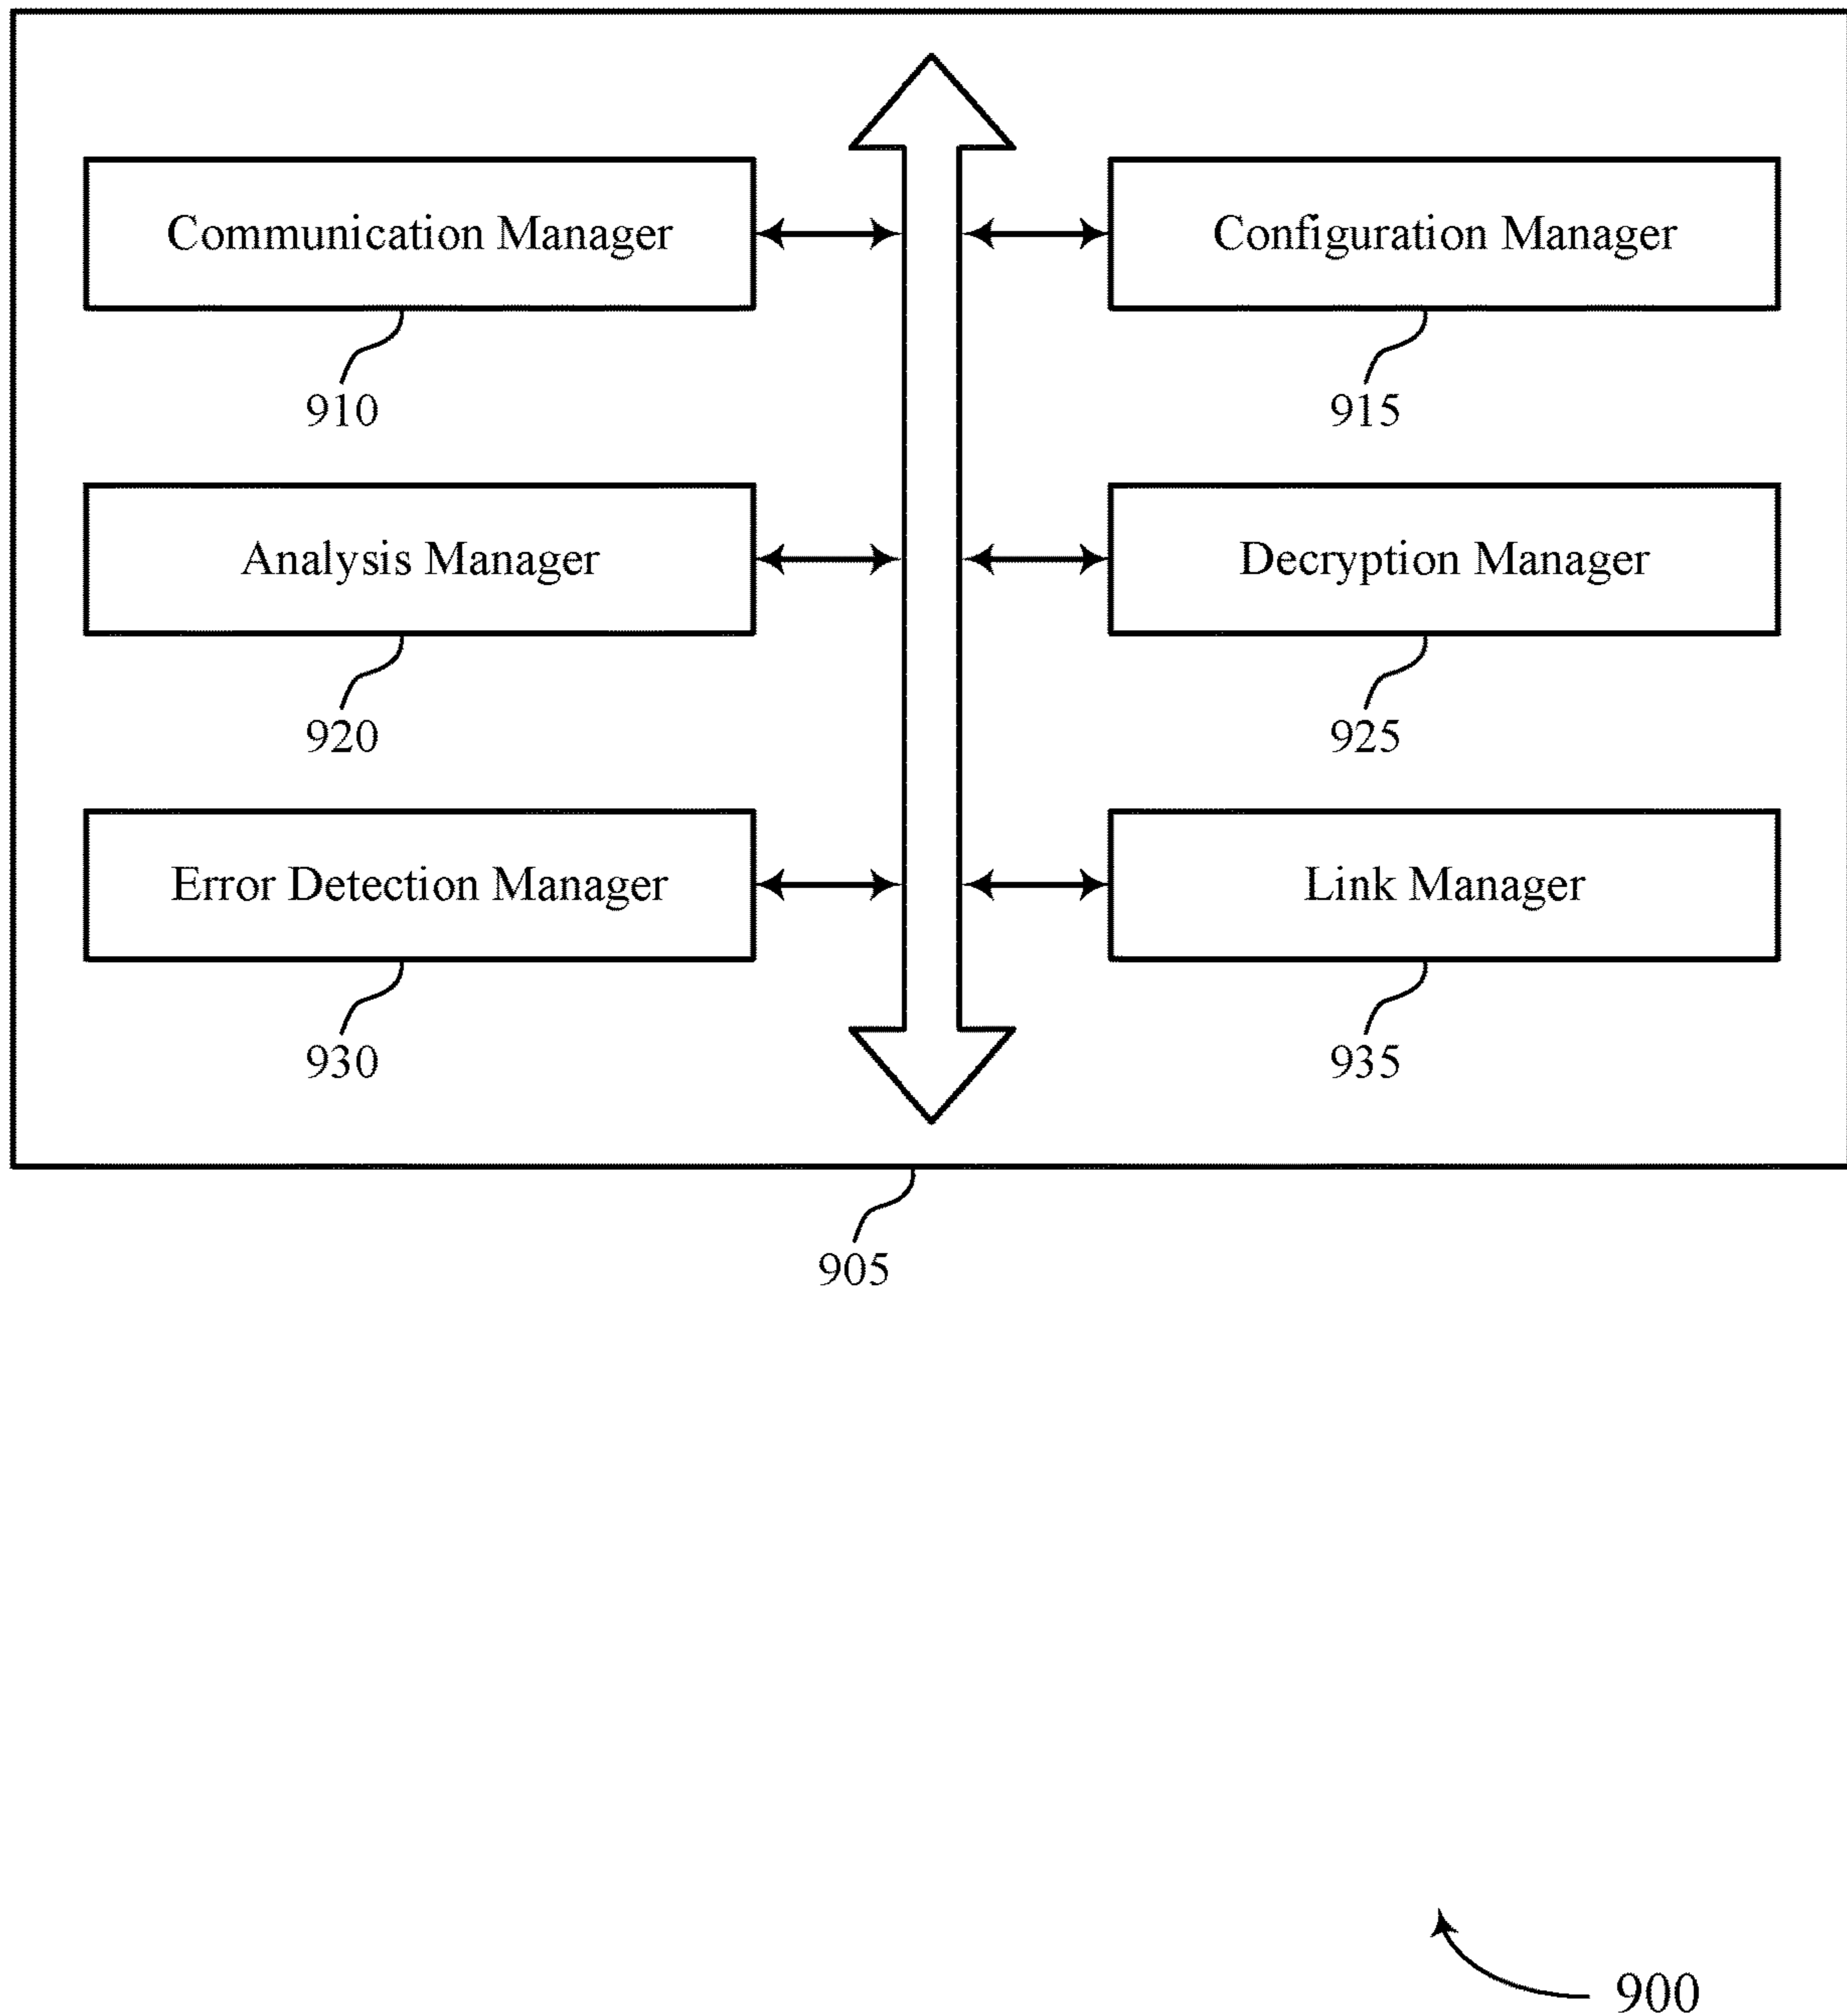 Communication Manager
Configuration Manager
910
915
Analysis Manager
Decryption Manager
920
925
Error Detection Manager
Link Manager
930
935
905
900